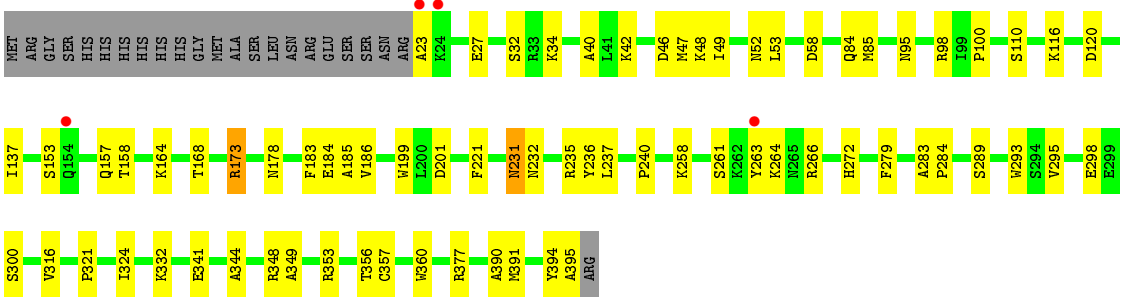 MET ARG GLY SER HIS HIS HIS HIS HIS HIS GLY MET ALA SER LEU ASN ARG GLU SER SER ASN ARG A23 K24 E27 S32 R33 K34 A40 L41 K42 D46 M47 K48 I49 N52 L53 D58 Q84 M85 N95 R98 I99 P100 S110 K116 D120
I137 S153 Q154 Q157 T158 K164 T168 R173 N178 F183 E184 A185 V186 W199 L200 D201 F221 N231 N232 R235 Y236 L237 P240 K258 S261 K262 Y263 K264 N265 R266 H272 F279 A283 P284 S289 W293 S294 V295 E298 E299
S300 V316 P321 I324 K332 E341 A344 R348 A349 R353 T356 C357 W360 R377 A390 M391 Y394 A395 ARG